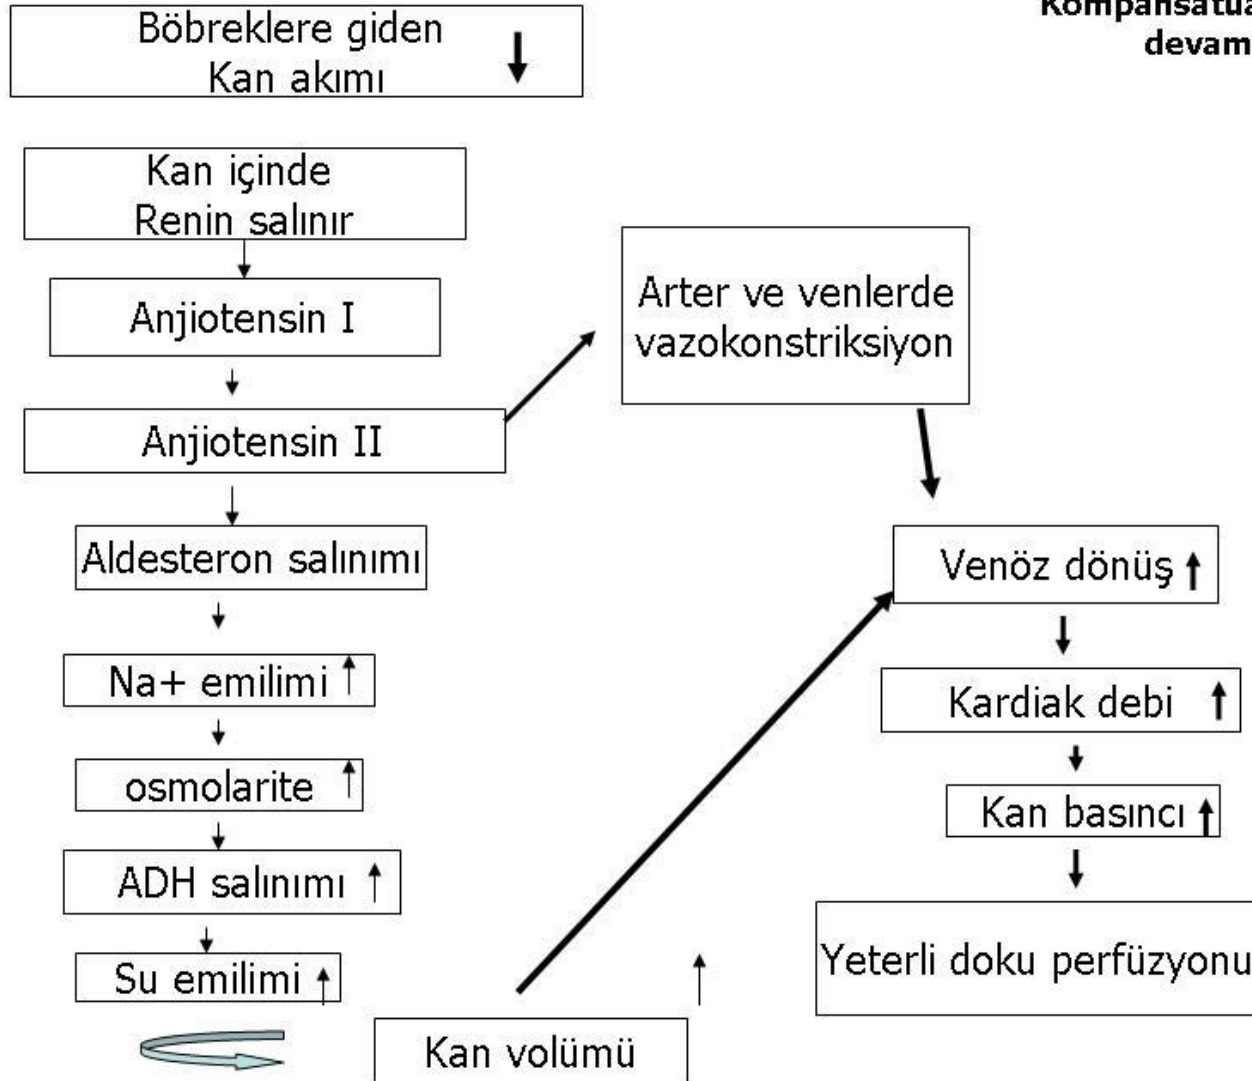 devam
Böbreklere giden
Kan akımı
Kan içinde
Renin salınır
Anjiotensin I
Anjiotensin II
Aldesteron salınımı
Na+ emilimi
osmolarite
ADH salınımı
Su emilimi
Kan volümü
Arter ve venlerde
vazokonstriksiyon
Venöz dönüş
Kardiak debi
Kan basıncı
Yeterli doku perfüzyonu